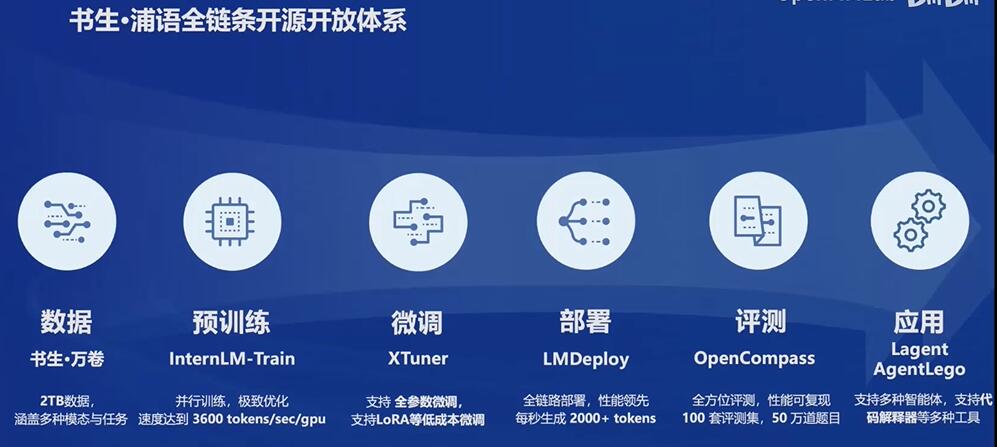 书生·浦语全链条开源开放体系
数据
书生·万卷
2TB数据，
涵盖多种模态与任务
预训练
InternLM-Train
并行训练，极致优化
速度达到 3600 tokens/sec/gpu
微调
XTuner
支持 全参数微调，
支持LoRA等低成本微调
部署
LMDeploy
全链路部署，性能领先
每秒生成 2000+ tokens
评测
OpenCompass
全方位评测，性能可复现
100 套评测集，50 万道题目
应用
Lagent
AgentLego
支持多种智能体，支持代
码解释器等多种工具